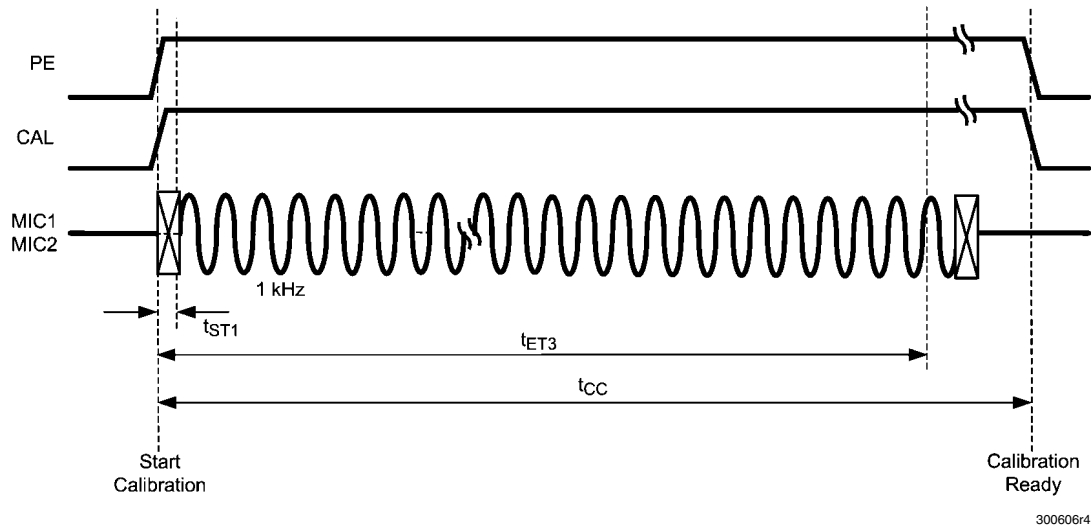 PE
CAL
MIC1
MIC2
1 kHz
tST1
tET3
tCC
Start
Calibration
Calibration
Ready
300606r4